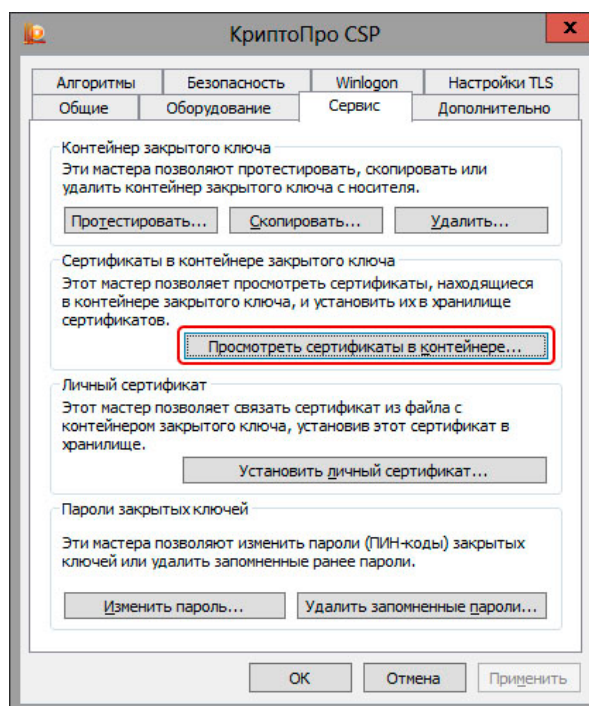 КриптоПро CSP
x
Алгоритмы Безопасность Winlogon Настройки TLS
Общие Оборудование Сервис Дополнительно
Контейнер закрытого ключа
Эти мастера позволяют протестировать, скопировать или
удалить контейнер закрытого ключа с носителя.
Протестировать... Скопировать... Удалить...
Сертификаты в контейнере закрытого ключа
Этот мастер позволяет просмотреть сертификаты, находящиеся
в контейнере закрытого ключа, и установить их в хранилище
сертификатов.
Просмотреть сертификаты в контейнере...
Личный сертификат
Этот мастер позволяет связать сертификат из файла с
контейнером закрытого ключа, установив этот сертификат в
хранилище.
Установить личный сертификат...
Пароли закрытых ключей
Эти мастера позволяют изменить пароли (ПИН-коды) закрытых
ключей или удалить запомненные ранее пароли.
Изменить пароль... Удалить запомненные пароли...
ОК Отмена Применить